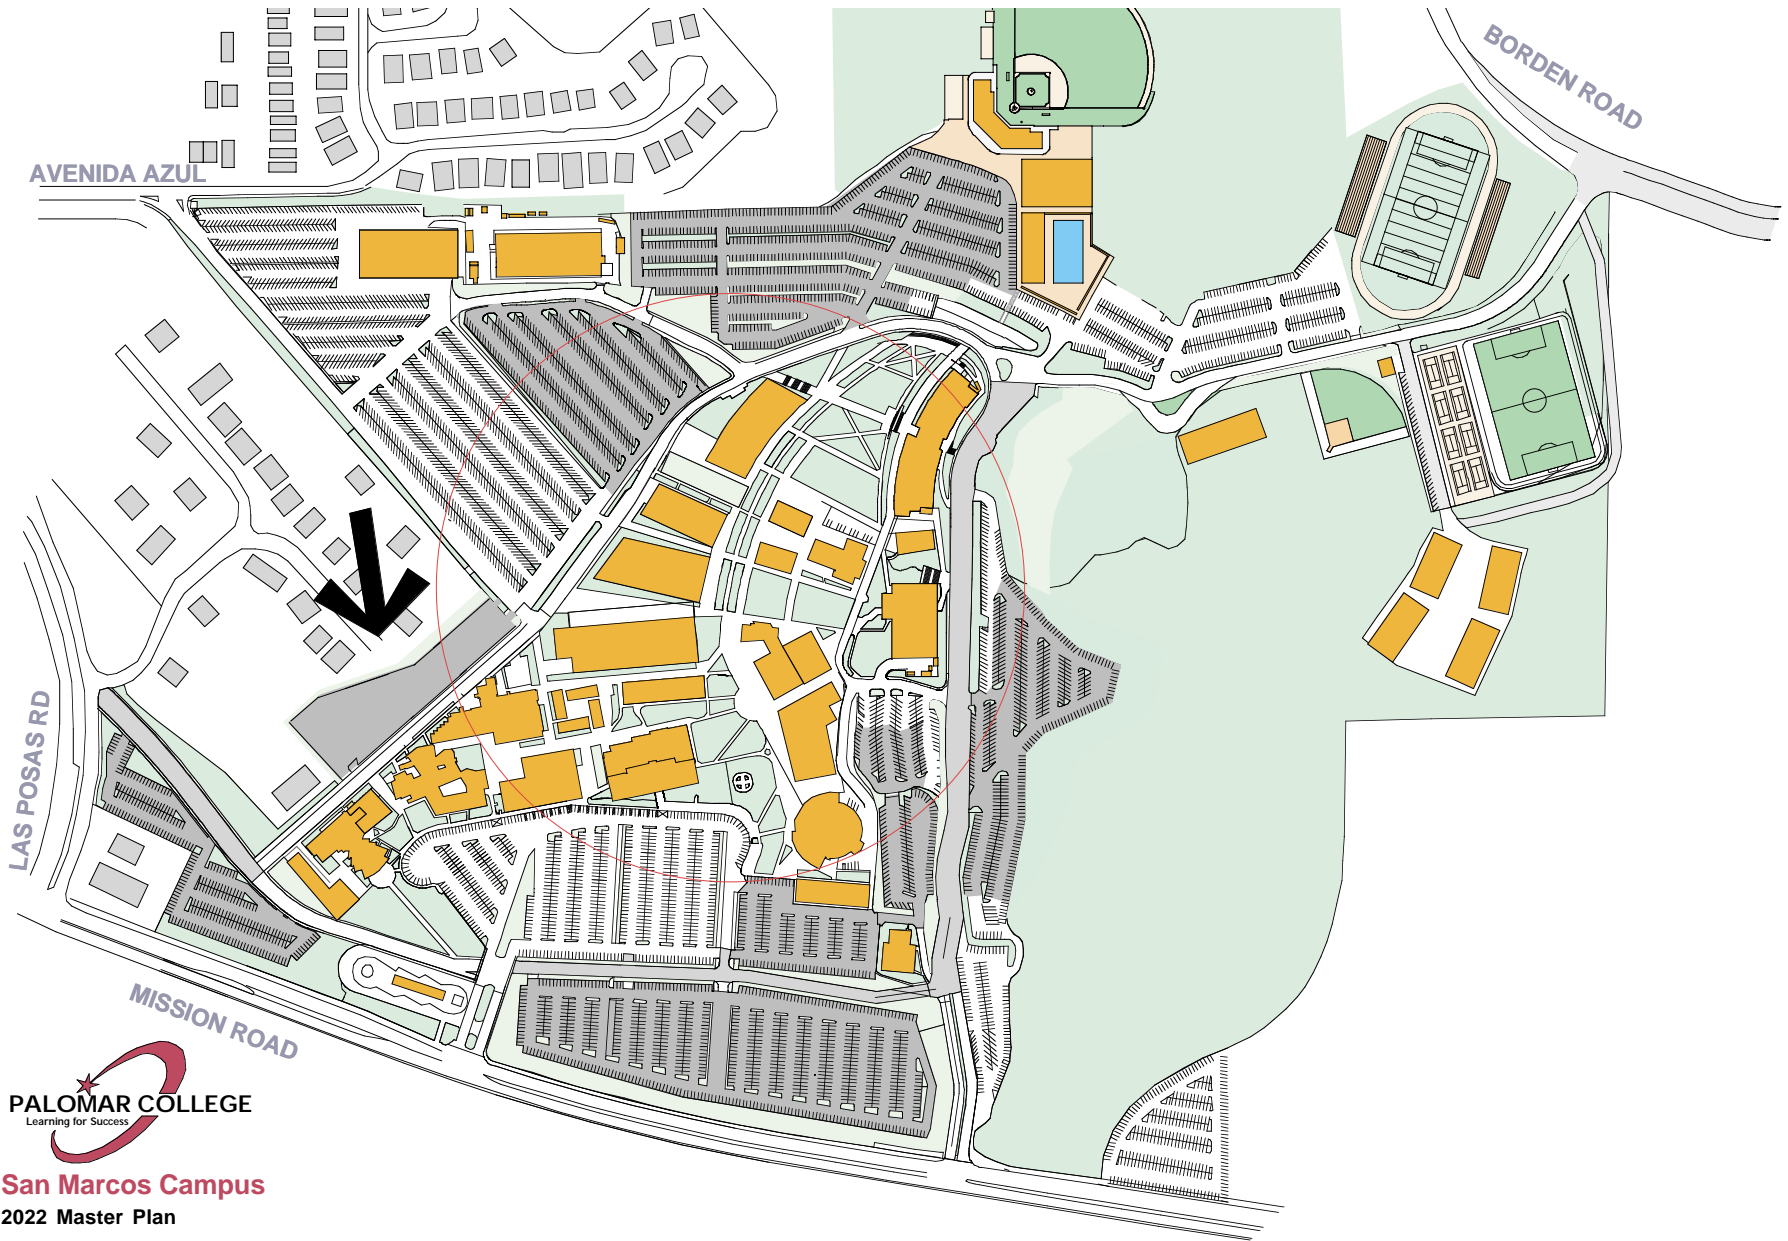 BORDEN ROAD
AVENIDA AZUL
LAS POSAS RD
MISSION ROAD
PALOMAR COLLEGE
Learning for Success
San Marcos Campus
2022 Master Plan